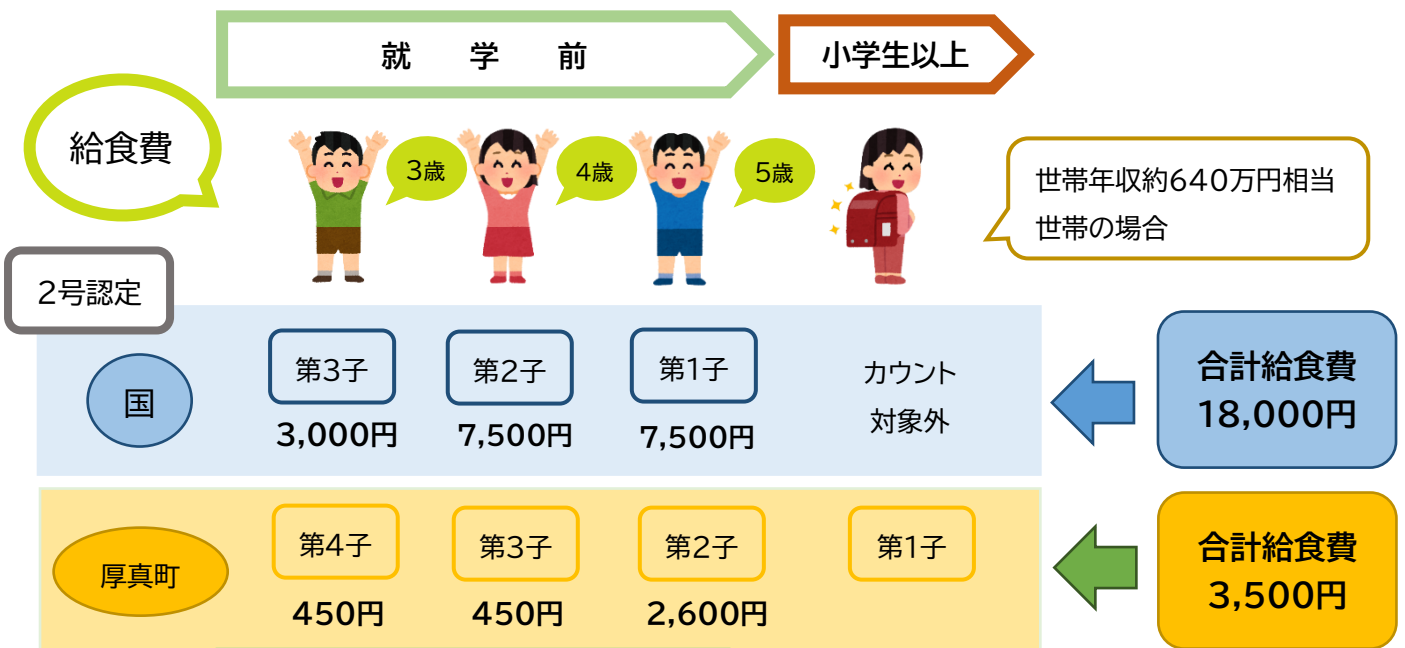 就 学 前
小学生以上
給食費
3歳
4歳
5歳
世帯年収約640万円相当
世帯の場合
2号認定
国
第3子
第2子
第1子
カウント
対象外
3,000円
7,500円
7,500円
合計給食費
18,000円
厚真町
第4子
第3子
第2子
第1子
450円
450円
2,600円
合計給食費
3,500円